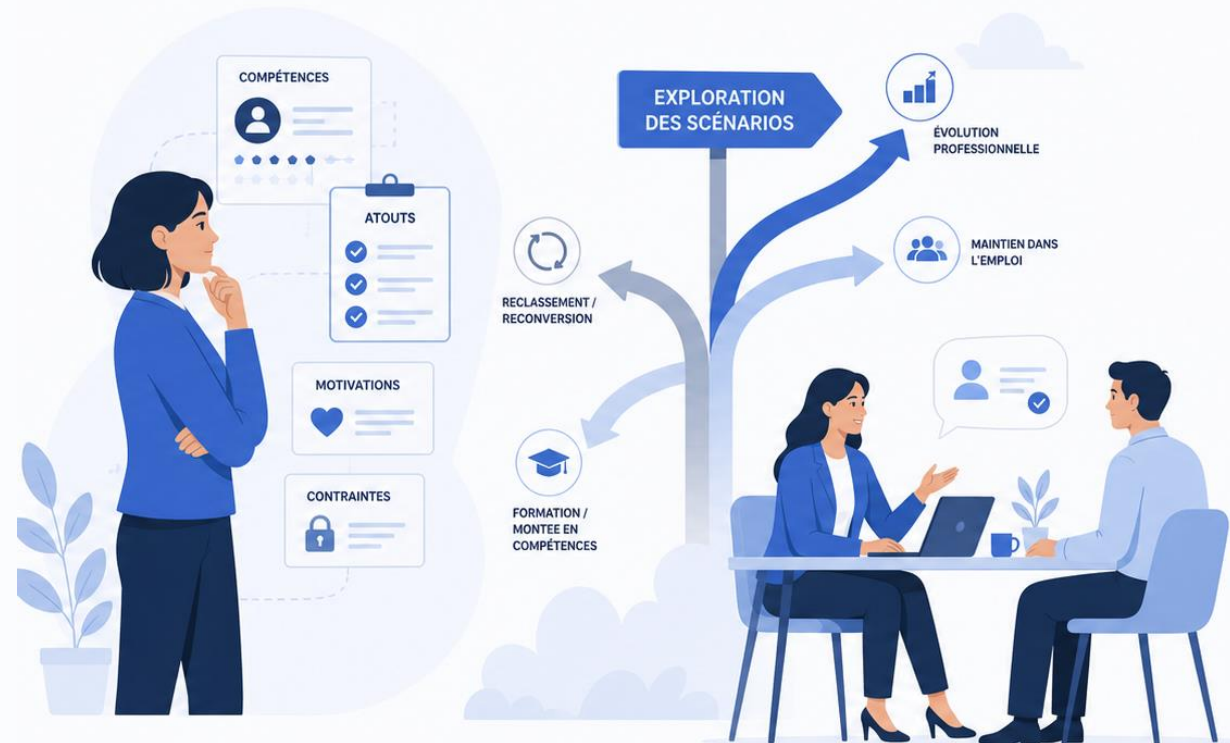 COMPÉTENCES
ATOUTS
MOTIVATIONS
CONTRAINTES
EXPLORATION
DES SCÉNARIOS
ÉVOLUTION
PROFESSIONNELLE
MAINTIEN DANS
L'EMPLOI
RECLASSEMENT /
RECONVERSION
FORMATION /
MONTEE EN
COMPÉTENCES